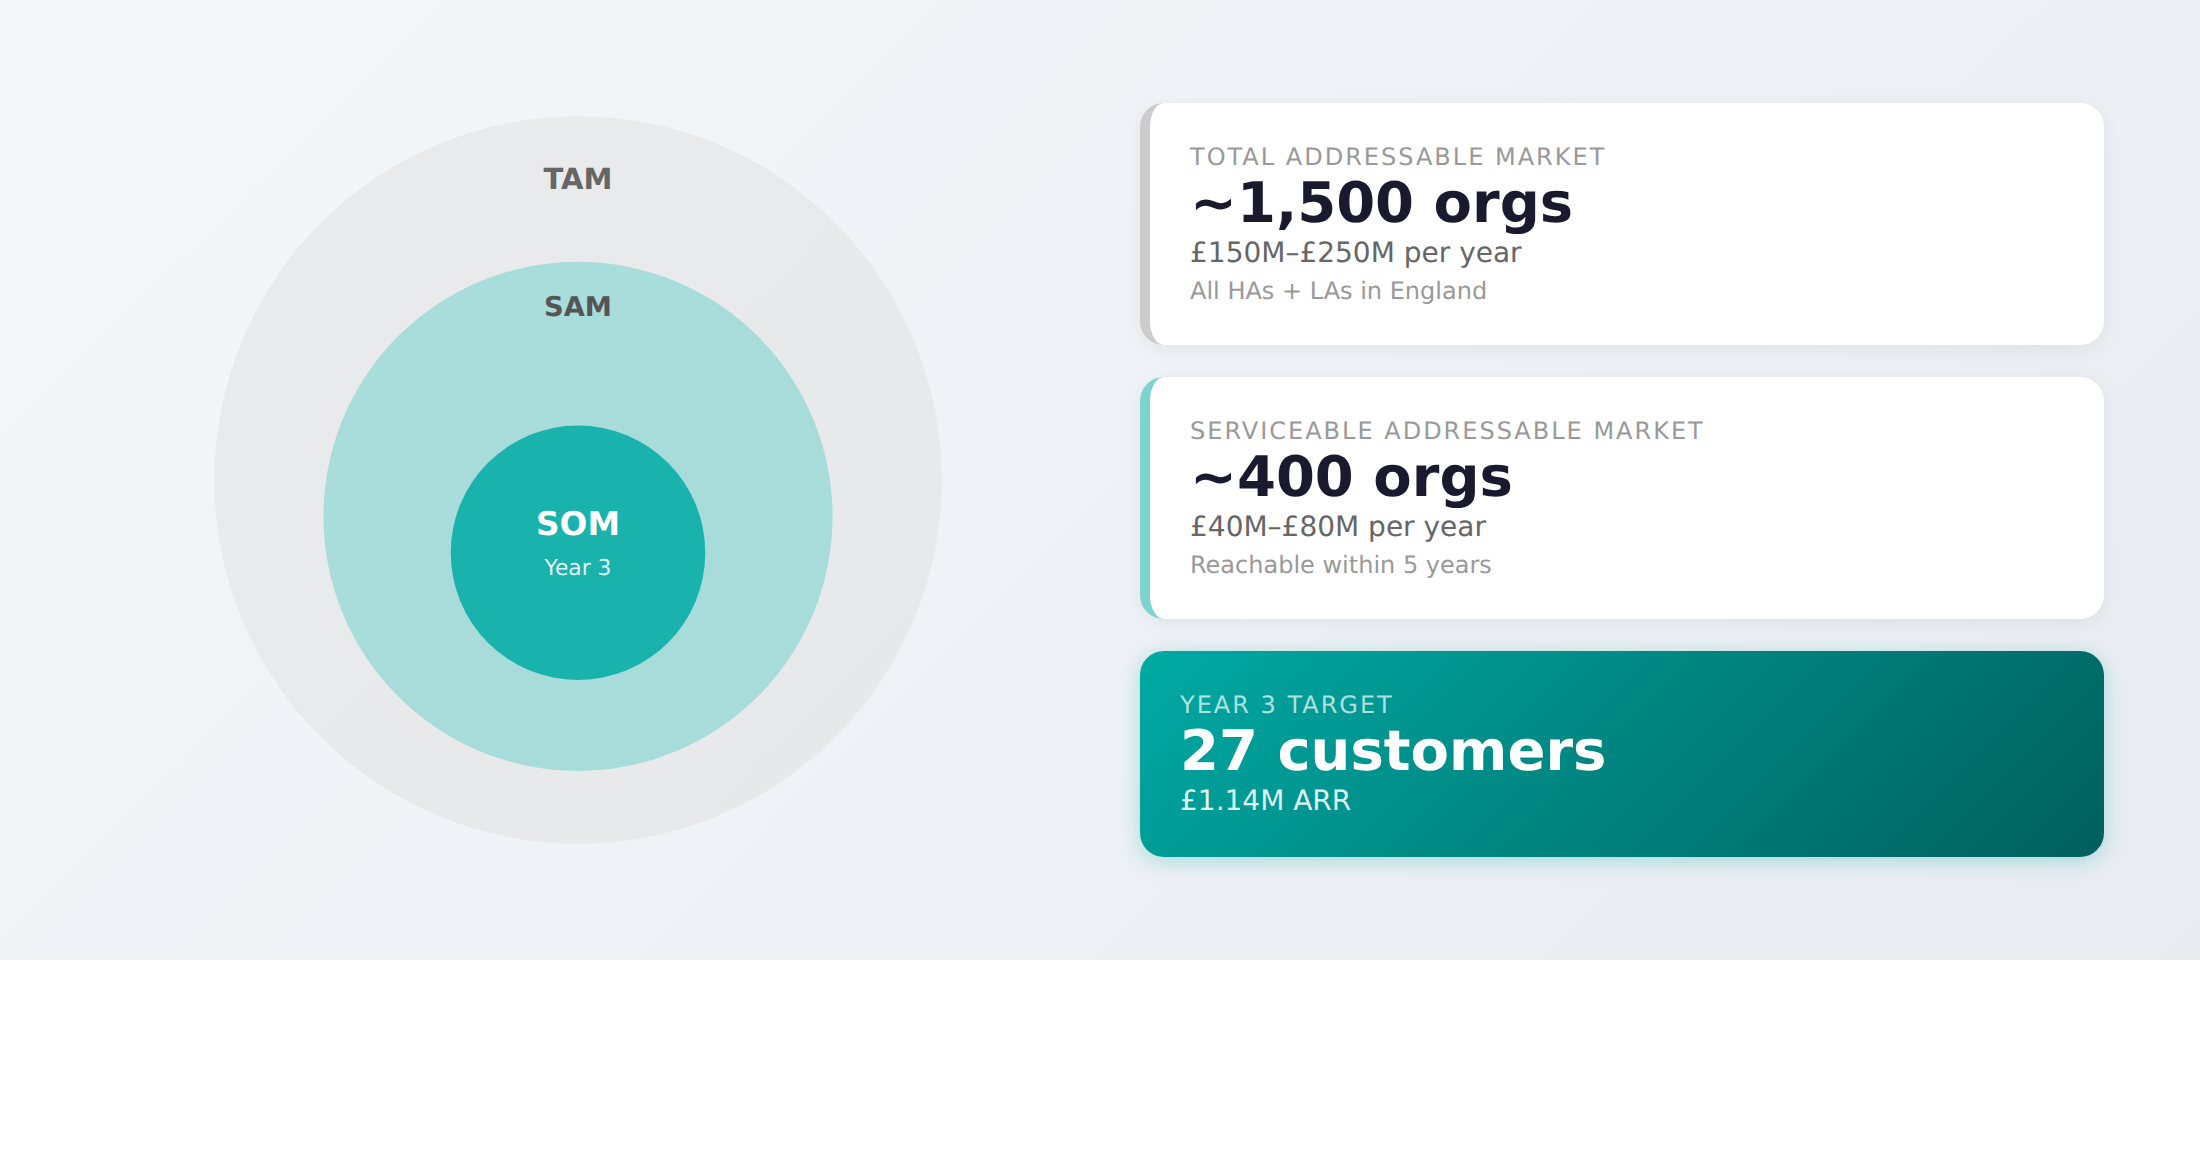 TAM
SAM
SOM
Year 3
TOTAL ADDRESSABLE MARKET
~1,500 orgs
£150M–£250M per year
All HAs + LAs in England
SERVICEABLE ADDRESSABLE MARKET
~400 orgs
£40M–£80M per year
Reachable within 5 years
YEAR 3 TARGET
27 customers
£1.14M ARR